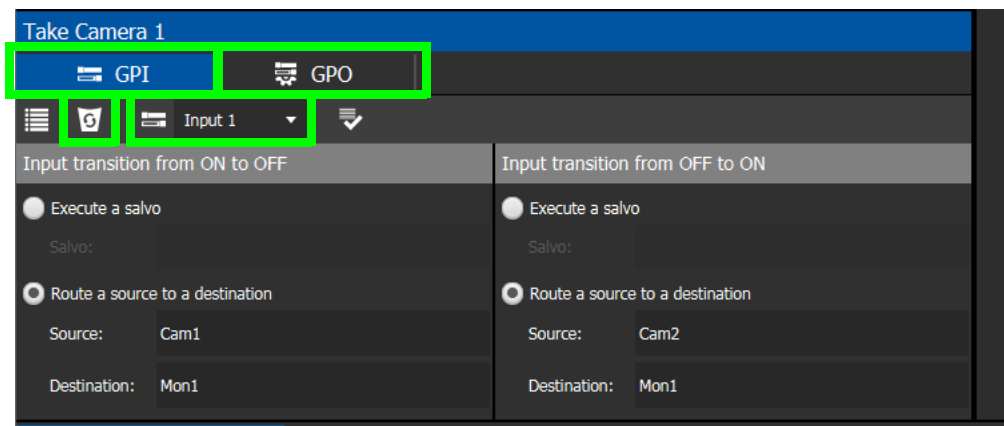 Take Camera 1
GPI GPO
Input 1
Input transition from ON to OFF
Input transition from OFF to ON
Execute a salvo
Execute a salvo
Salvo:
Salvo:
Route a source to a destination
Route a source to a destination
Source: Cam1
Source: Cam2
Destination: Mon1
Destination: Mon1